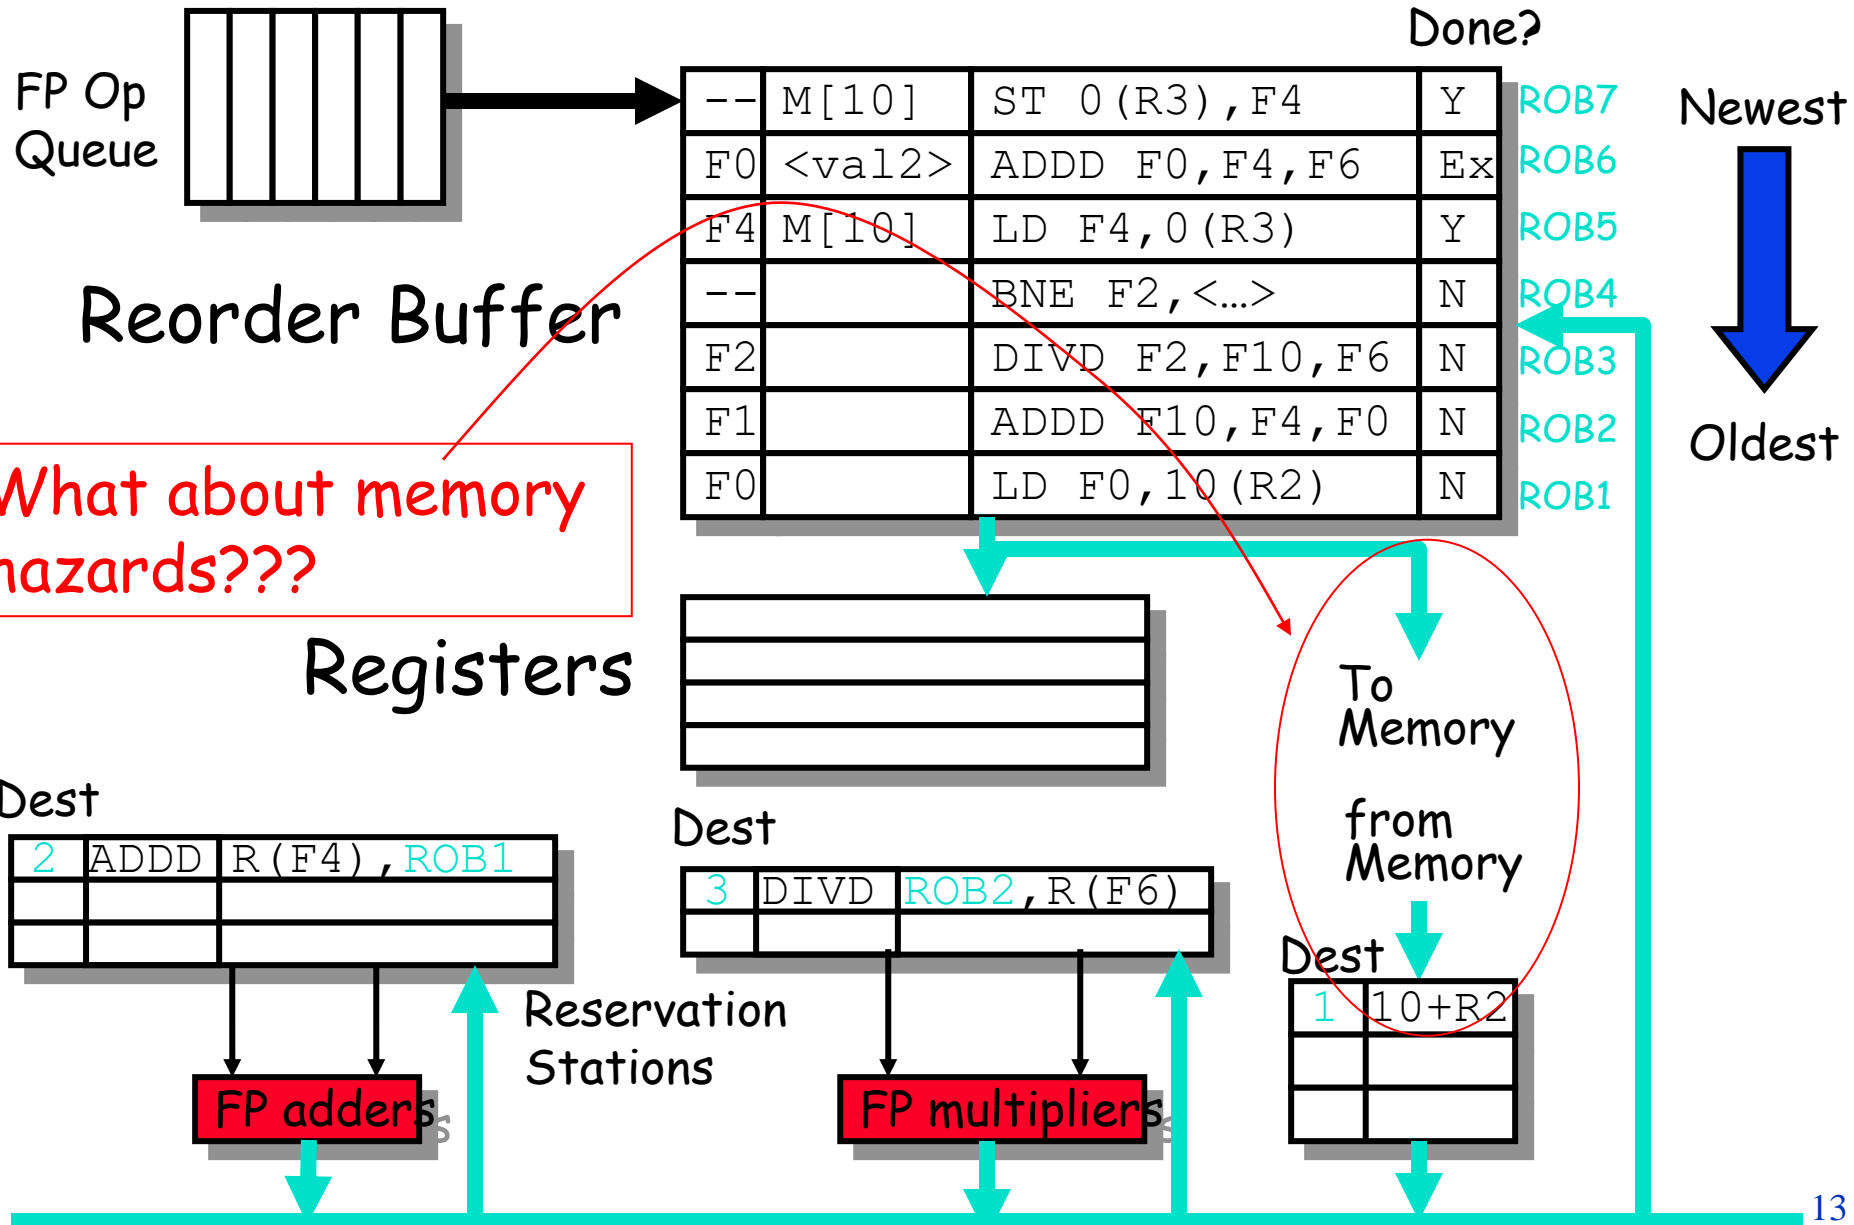 Done?
FP Op
Queue
-- M[10] ST 0(R3),F4 Y ROB7
F0 <val2> ADDD F0,F4,F6 Ex ROB6
F4 M[10] LD F4,0(R3) Y ROB5
-- BNE F2,<…> N ROB4
F2 DIVD F2,F10,F6 N ROB3
F1 ADDD F10,F4,F0 N ROB2
F0 LD F0,10(R2) N ROB1
Newest
Oldest
Reorder Buffer
What about memory
hazards???
Registers
To
Memory
from
Memory
Dest
2 ADDD R(F4),ROB1
Dest
3 DIVD ROB2,R(F6)
Dest
1 10+R2
Reservation
Stations
FP adders
FP multipliers
13